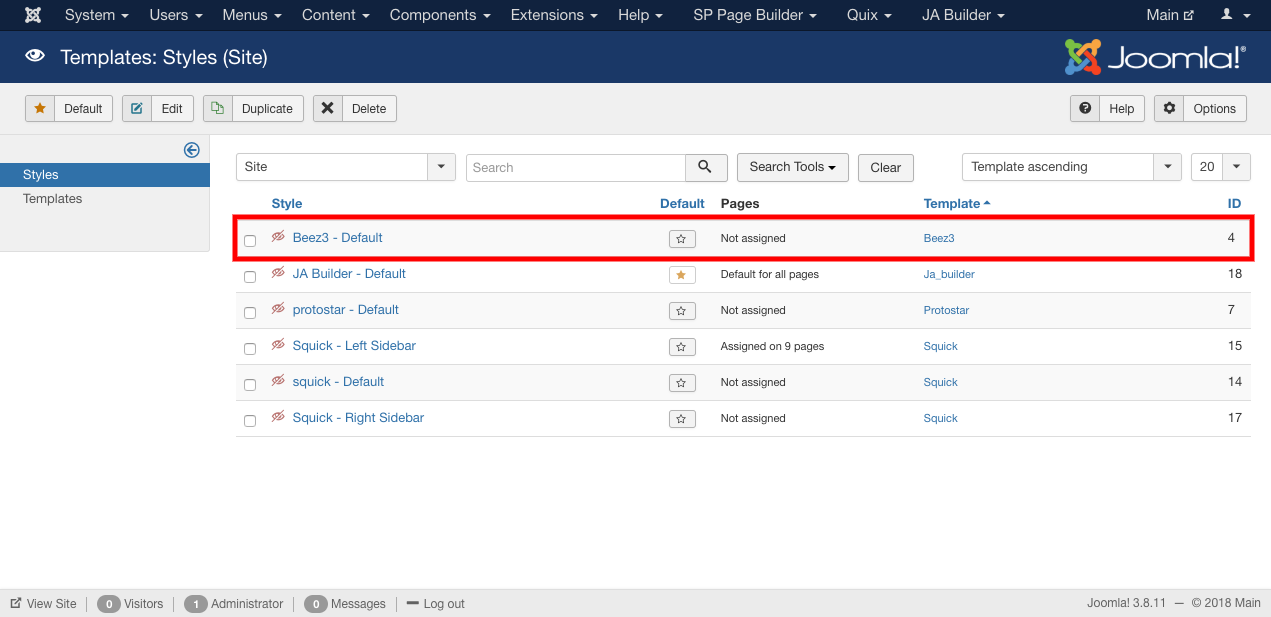 System Users Menus Content Components Extensions Help SP Page Builder Quix JA Builder Main
Templates: Styles (Site) Joomla!®
Default Edit Duplicate Delete Help Options
Styles
Templates
Site Search Search Tools Clear Template ascending 20
Style Default Pages Template ID
Beez3 - Default Not assigned Beez3 4
JA Builder - Default Default for all pages Ja_builder 18
protostar - Default Not assigned Protostar 7
Squick - Left Sidebar Assigned on 9 pages Squick 15
squick - Default Not assigned Squick 14
Squick - Right Sidebar Not assigned Squick 17
View Site 0 Visitors 1 Administrator 0 Messages Log out Joomla! 3.8.11 — © 2018 Main